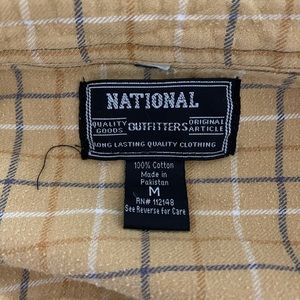 NATIONAL
QUALITY GOODS OUTFITTERS ORIGINAL ARTICLE
LONG LASTING QUALITY CLOTHING
100% Cotton
Made in
Pakistan
M
RN# 112148
See Reverse for Care